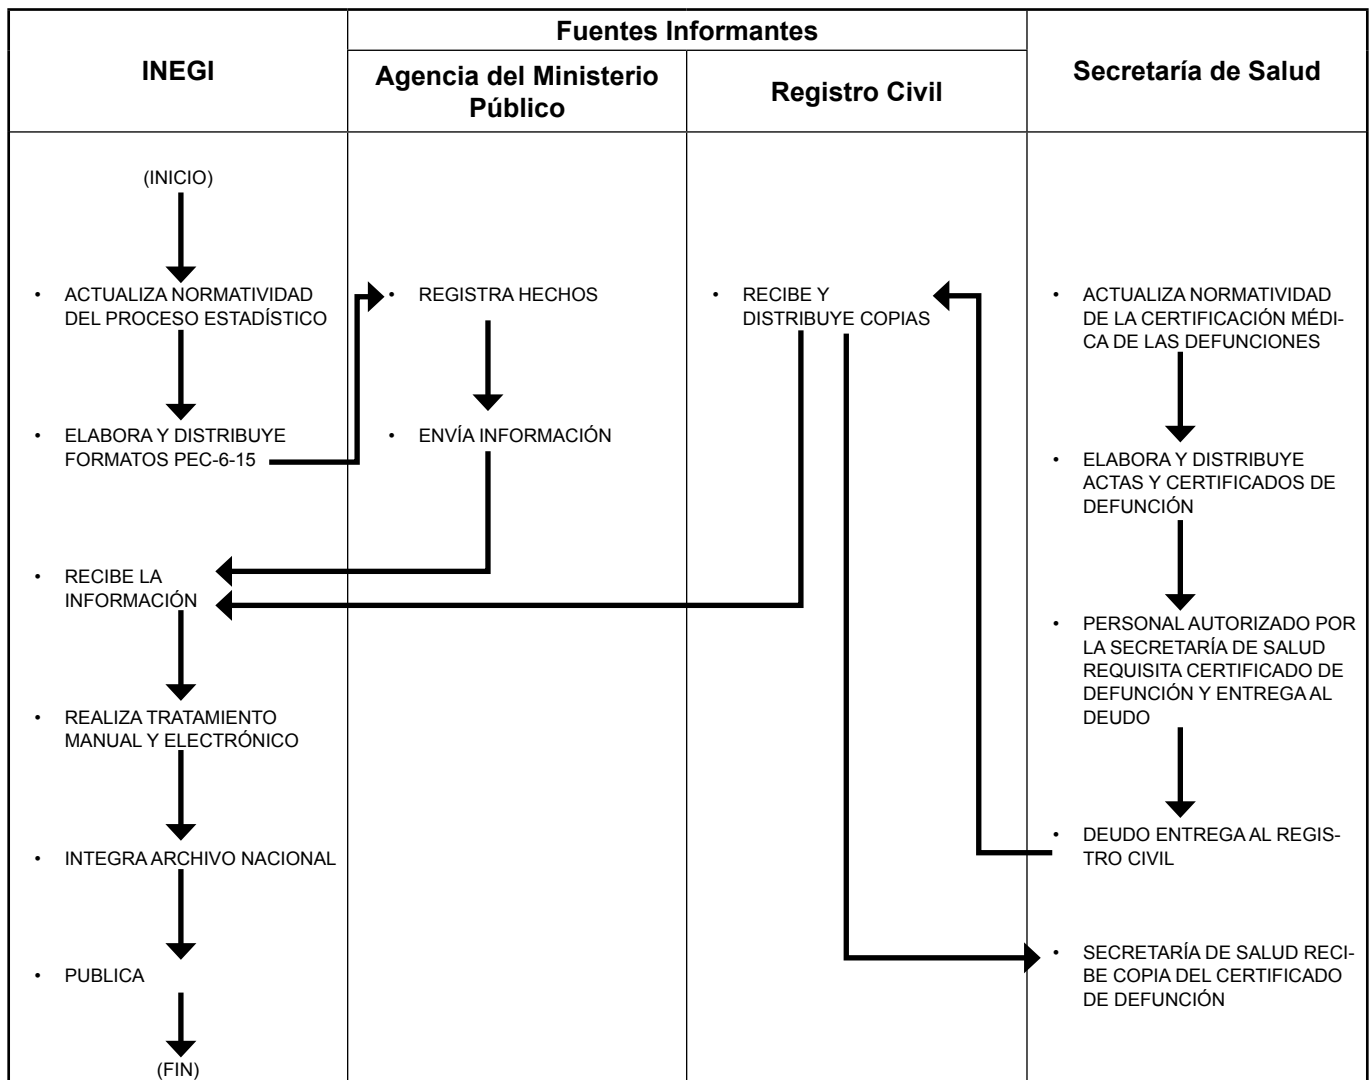 INEGI
Fuentes Informantes
Agencia del Ministerio
Público
Registro Civil
Secretaría de Salud
(INICIO)
• ACTUALIZA NORMATIVIDAD
DEL PROCESO ESTADÍSTICO
• ELABORA Y DISTRIBUYE
FORMATOS PEC-6-15
• RECIBE LA
INFORMACIÓN
• REALIZA TRATAMIENTO
MANUAL Y ELECTRÓNICO
• INTEGRA ARCHIVO NACIONAL
• PUBLICA
(FIN)
• REGISTRA HECHOS
• ENVÍA INFORMACIÓN
• RECIBE Y
DISTRIBUYE COPIAS
• ACTUALIZA NORMATIVIDAD
DE LA CERTIFICACIÓN MÉDI-
CA DE LAS DEFUNCIONES
• ELABORA Y DISTRIBUYE
ACTAS Y CERTIFICADOS DE
DEFUNCIÓN
• PERSONAL AUTORIZADO POR
LA SECRETARÍA DE SALUD
REQUISITA CERTIFICADO DE
DEFUNCIÓN Y ENTREGA AL
DEUDO
• DEUDO ENTREGA AL REGIS-
TRO CIVIL
• SECRETARÍA DE SALUD RECI-
BE COPIA DEL CERTIFICADO
DE DEFUNCIÓN